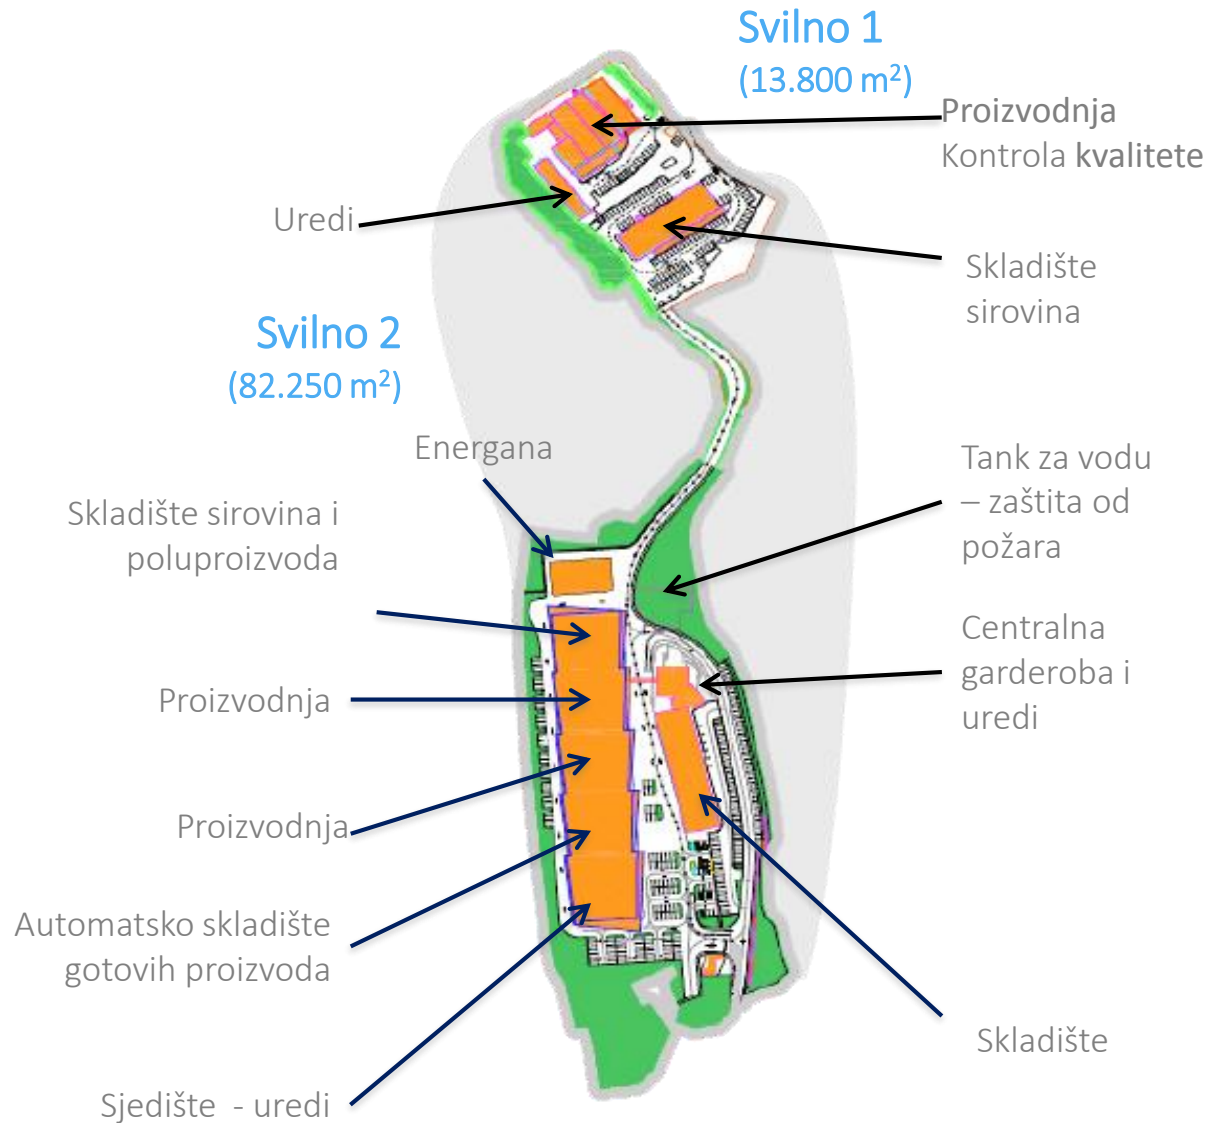 Svilno 1
(13.800 m²)
Proizvodnja
Kontrola kvalitete
Uredi
Skladište
sirovina
Svilno 2
(82.250 m²)
Energana
Skladište sirovina i
poluproizvoda
Tank za vodu
– zaštita od
požara
Centralna
garderoba i
uredi
Proizvodnja
Proizvodnja
Automatsko skladište
gotovih proizvoda
Skladište
Sjedište - uredi